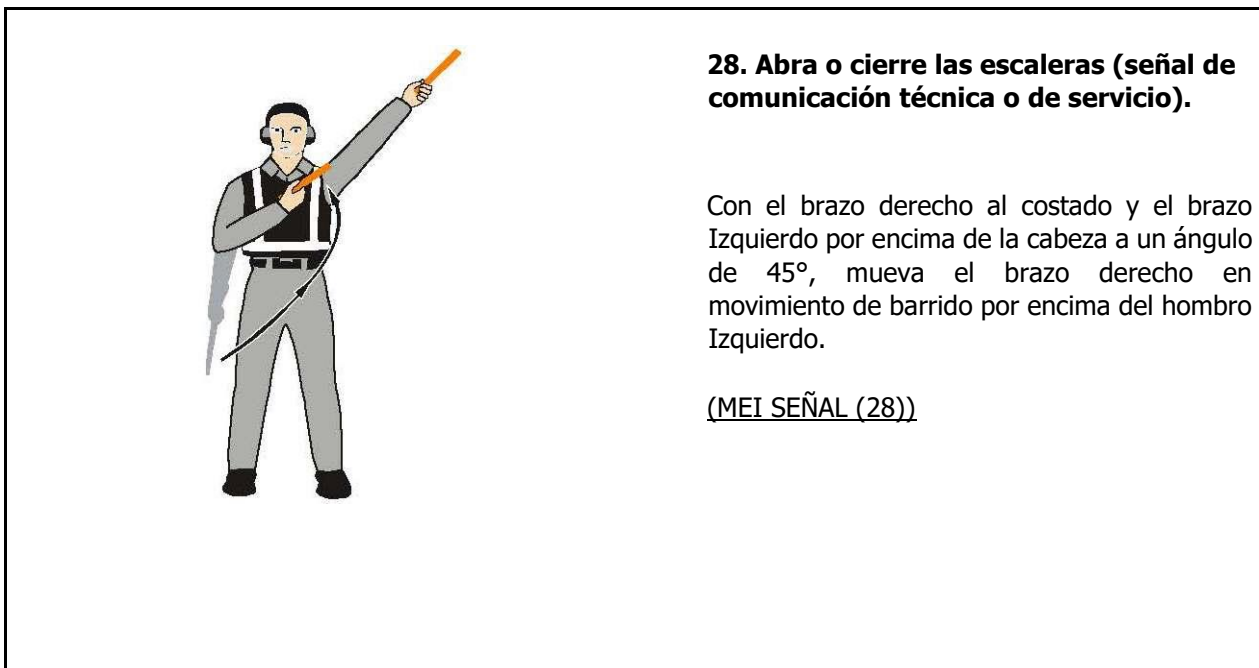 28. Abra o cierre las escaleras (señal de
comunicación técnica o de servicio).
Con el brazo derecho al costado y el brazo
Izquierdo por encima de la cabeza a un ángulo
de 45°, mueva el brazo derecho en
movimiento de barrido por encima del hombro
Izquierdo.
(MEI SEÑAL (28))